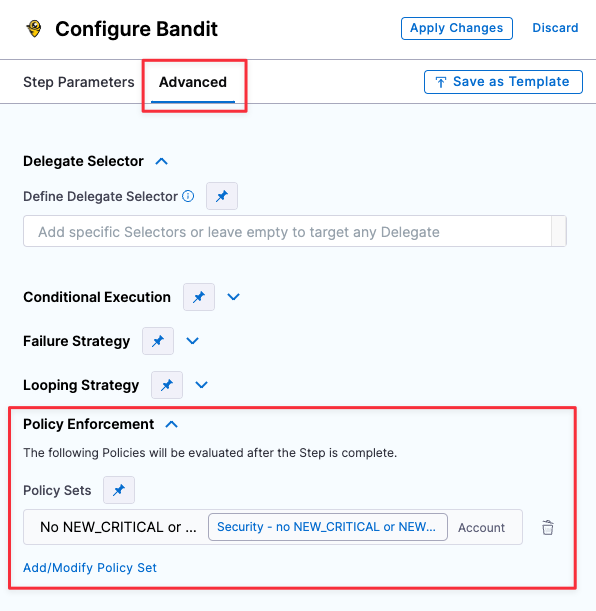 Configure Bandit
Apply Changes
Discard
Step Parameters
Advanced
Save as Template
Delegate Selector
Define Delegate Selector
Add specific Selectors or leave empty to target any Delegate
Conditional Execution
Failure Strategy
Looping Strategy
Policy Enforcement
The following Policies will be evaluated after the Step is complete.
Policy Sets
No NEW_CRITICAL or ...
Security - no NEW_CRITICAL or NEW...
Account
Add/Modify Policy Set